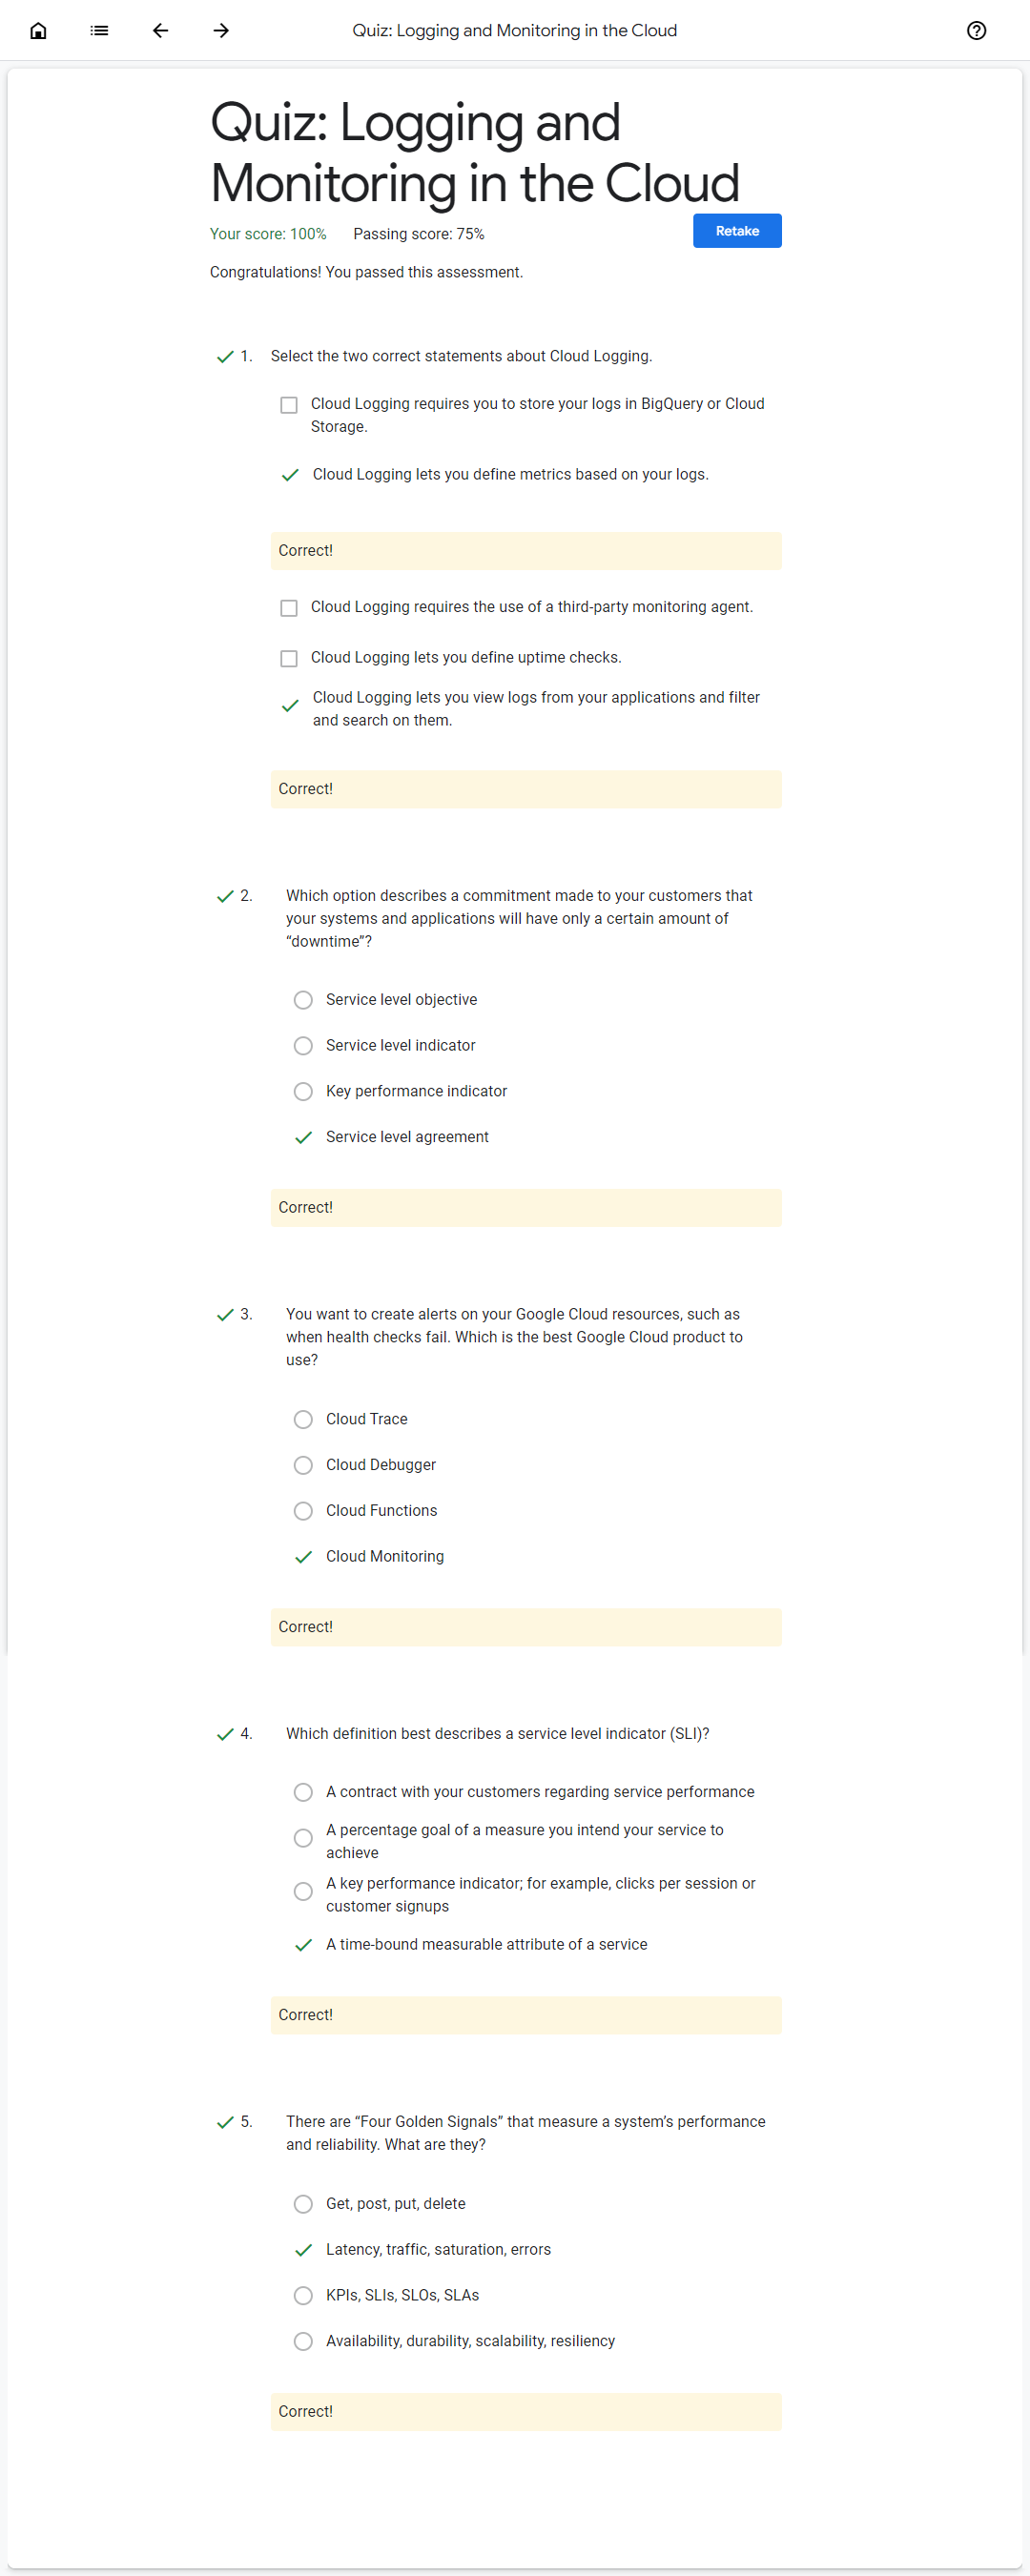 Quiz: Logging and Monitoring in the Cloud
Quiz: Logging and
Monitoring in the Cloud
Your score: 100% Passing score: 75%
Retake
Congratulations! You passed this assessment.
1. Select the two correct statements about Cloud Logging.
Cloud Logging requires you to store your logs in BigQuery or Cloud
Storage.
Cloud Logging lets you define metrics based on your logs.
Correct!
Cloud Logging requires the use of a third-party monitoring agent.
Cloud Logging lets you define uptime checks.
Cloud Logging lets you view logs from your applications and filter
and search on them.
Correct!
2. Which option describes a commitment made to your customers that
your systems and applications will have only a certain amount of
“downtime”?
Service level objective
Service level indicator
Key performance indicator
Service level agreement
Correct!
3. You want to create alerts on your Google Cloud resources, such as
when health checks fail. Which is the best Google Cloud product to
use?
Cloud Trace
Cloud Debugger
Cloud Functions
Cloud Monitoring
Correct!
4. Which definition best describes a service level indicator (SLI)?
A contract with your customers regarding service performance
A percentage goal of a measure you intend your service to
achieve
A key performance indicator; for example, clicks per session or
customer signups
A time-bound measurable attribute of a service
Correct!
5. There are “Four Golden Signals” that measure a system’s performance
and reliability. What are they?
Get, post, put, delete
Latency, traffic, saturation, errors
KPIs, SLIs, SLOs, SLAs
Availability, durability, scalability, resiliency
Correct!